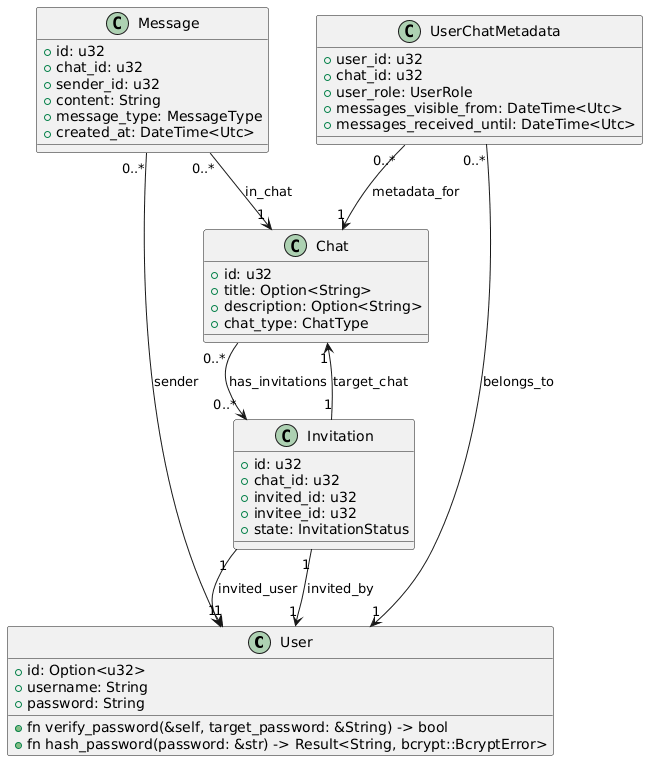 C Message
id: u32
chat_id: u32
sender_id: u32
content: String
message_type: MessageType
created_at: DateTime<Utc>
C UserChatMetadata
user_id: u32
chat_id: u32
user_role: UserRole
messages_visible_from: DateTime<Utc>
messages_received_until: DateTime<Utc>
0..*
0..*
0..*
0..*
in_chat
metadata_for
1
1
C Chat
id: u32
title: Option<String>
description: Option<String>
chat_type: ChatType
0..*
1
sender
has_invitations
target_chat
belongs_to
0..*
1
C Invitation
id: u32
chat_id: u32
invited_id: u32
invitee_id: u32
state: InvitationStatus
1
1
invited_user
invited_by
1
1
1
1
C User
id: Option<u32>
username: String
password: String
fn verify_password(&self, target_password: &String) -> bool
fn hash_password(password: &str) -> Result<String, bcrypt::BcryptError>